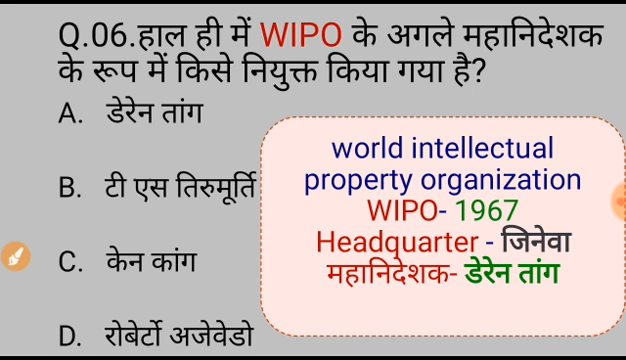 Q.06.हाल ही में WIPO के अगले महानिदेशक
के रूप में किसे नियुक्त किया गया है?
A. डेरेन तांग
B. टी एस तिरुमूर्ति
C. केन कांग
D. रोबेर्टो अजेवेडो
world intellectual
property organization
WIPO- 1967
Headquarter - जिनेवा
महानिदेशक- डेरेन तांग